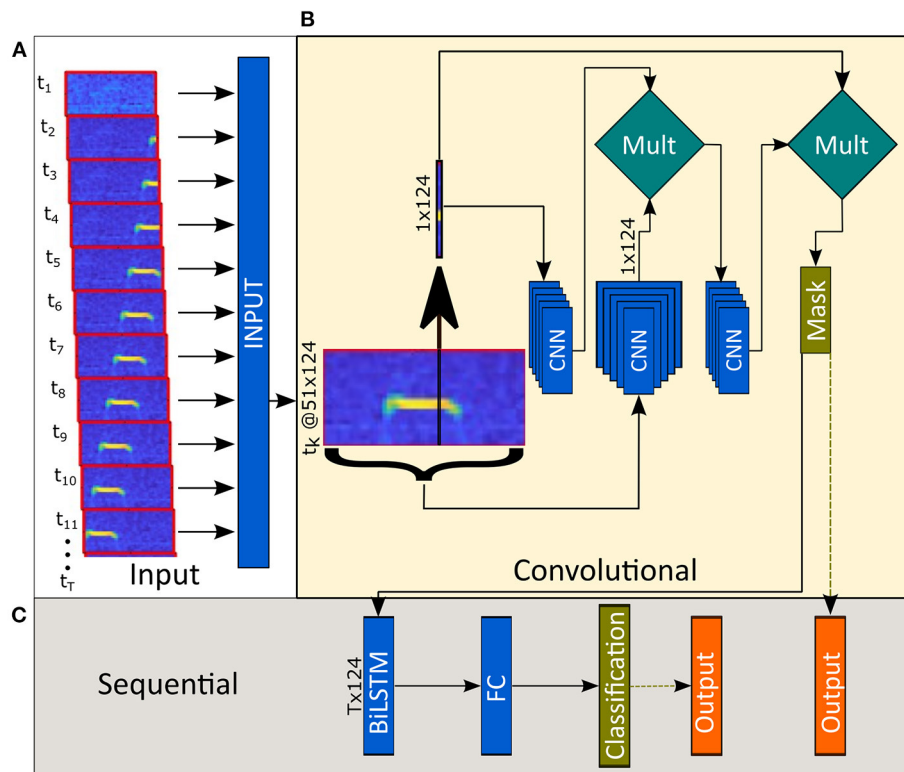 A
B
t1
t2
t3
t4
t5
t6
t7
t8
t9
t10
t11
tT
Input
INPUT
tk @51x124
1x124
CNN
1x124
CNN
CNN
Mult
Mult
Mask
Convolutional
C
Sequential
Tx124
BiLSTM
FC
Classification
Output
Output